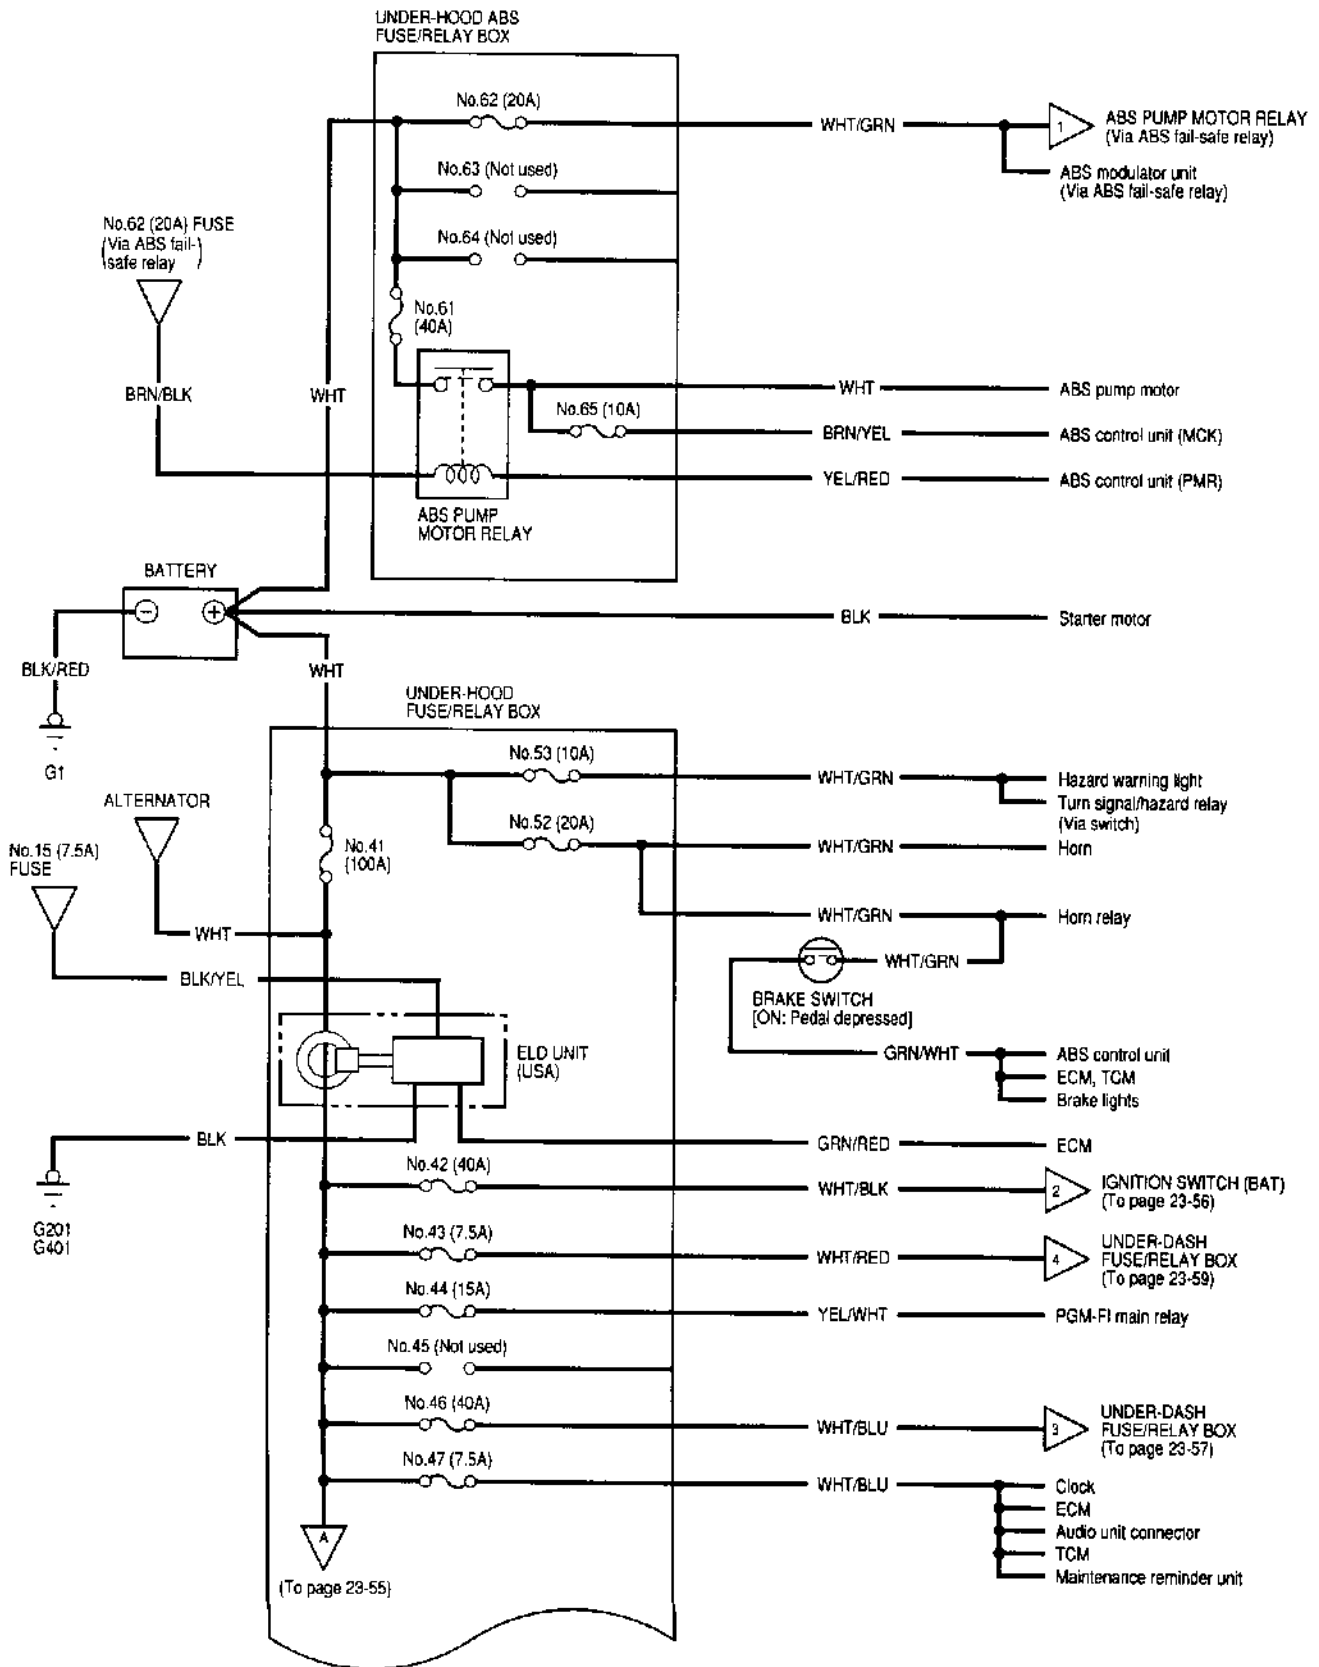 UNDER-HOOD ABS
FUSE/RELAY BOX
No.62 (20A)
WHT/GRN
1
ABS PUMP MOTOR RELAY
(Via ABS fail-safe relay)
No.63 (Not used)
ABS modulator unit
(Via ABS fail-safe relay)
No.62 (20A) FUSE
(Via ABS fail-)
(safe relay )
No.64 (Not used)
No.61
(40A)
BRN/BLK
WHT
WHT
ABS pump motor
No.65 (10A)
BRN/YEL
ABS control unit (MCK)
YEL/RED
ABS control unit (PMR)
ABS PUMP
MOTOR RELAY
BATTERY
−
+
BLK
Starter motor
BLK/RED
WHT
G1
UNDER-HOOD
FUSE/RELAY BOX
No.53 (10A)
WHT/GRN
Hazard warning light
Turn signal/hazard relay
(Via switch)
ALTERNATOR
No.52 (20A)
WHT/GRN
Horn
No.41
(100A)
No.15 (7.5A)
FUSE
WHT/GRN
Horn relay
WHT
WHT/GRN
BLK/YEL
BRAKE SWITCH
[ON: Pedal depressed]
ELD UNIT
(USA)
GRN/WHT
ABS control unit
ECM, TCM
Brake lights
BLK
GRN/RED
ECM
No.42 (40A)
WHT/BLK
2
IGNITION SWITCH (BAT)
(To page 23-56)
G201
G401
No.43 (7.5A)
WHT/RED
4
UNDER-DASH
FUSE/RELAY BOX
(To page 23-59)
No.44 (15A)
YEL/WHT
PGM-FI main relay
No.45 (Not used)
No.46 (40A)
WHT/BLU
3
UNDER-DASH
FUSE/RELAY BOX
(To page 23-57)
No.47 (7.5A)
WHT/BLU
Clock
ECM
Audio unit connector
TCM
Maintenance reminder unit
A
(To page 23-55)